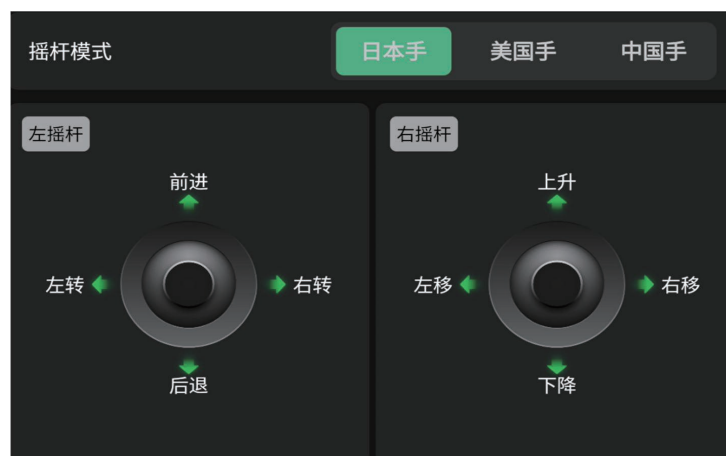 摇杆模式 日本手 美国手 中国手
左摇杆 右摇杆
前进 上升
左转 右转 左移 右移
后退 下降